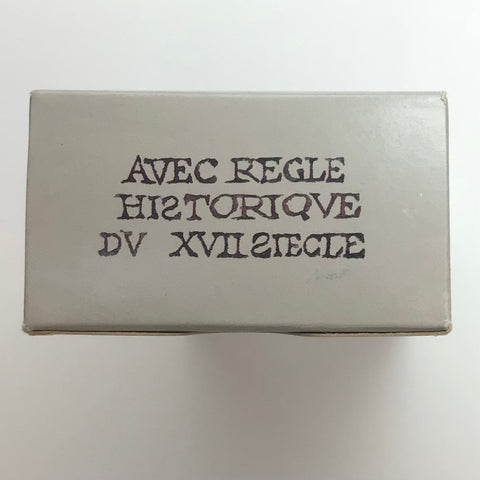 AVEC REGLE
HISTORIQVE
DV XVII SIECLE